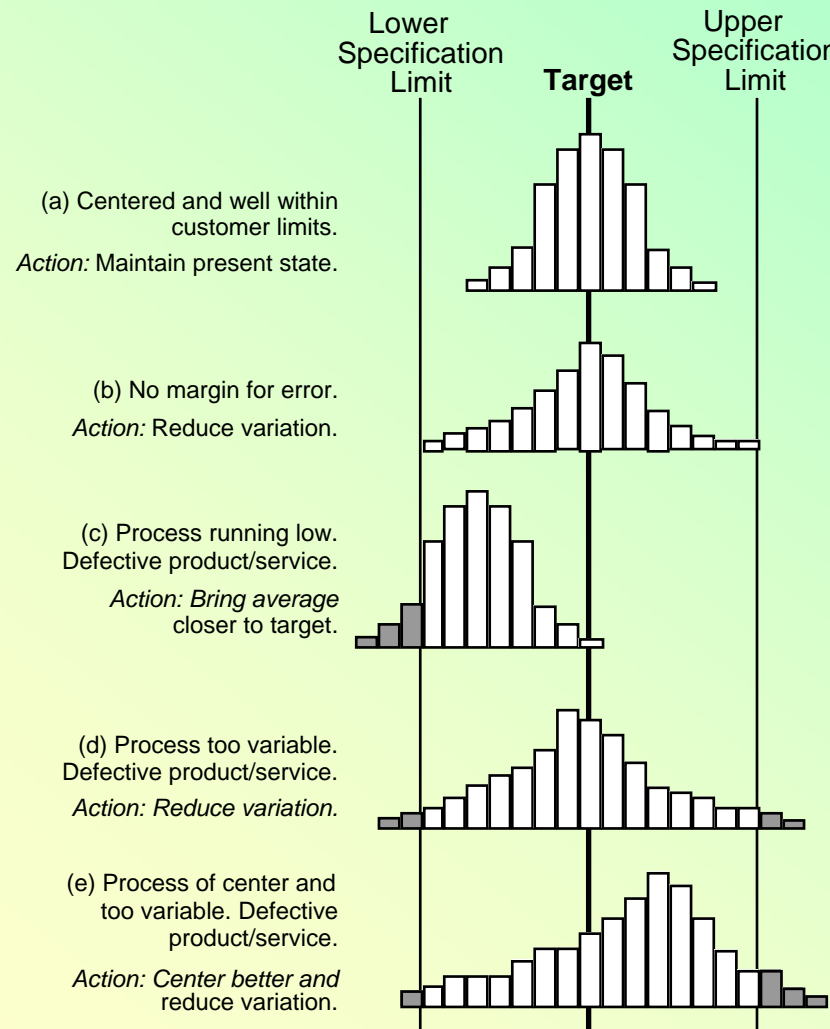 Lower
Specification
Limit
Target
Upper
Specification
Limit
(a) Centered and well within
customer limits.
Action: Maintain present state.
(b) No margin for error.
Action: Reduce variation.
(c) Process running low.
Defective product/service.
Action: Bring average
closer to target.
(d) Process too variable.
Defective product/service.
Action: Reduce variation.
(e) Process of center and
too variable. Defective
product/service.
Action: Center better and
reduce variation.